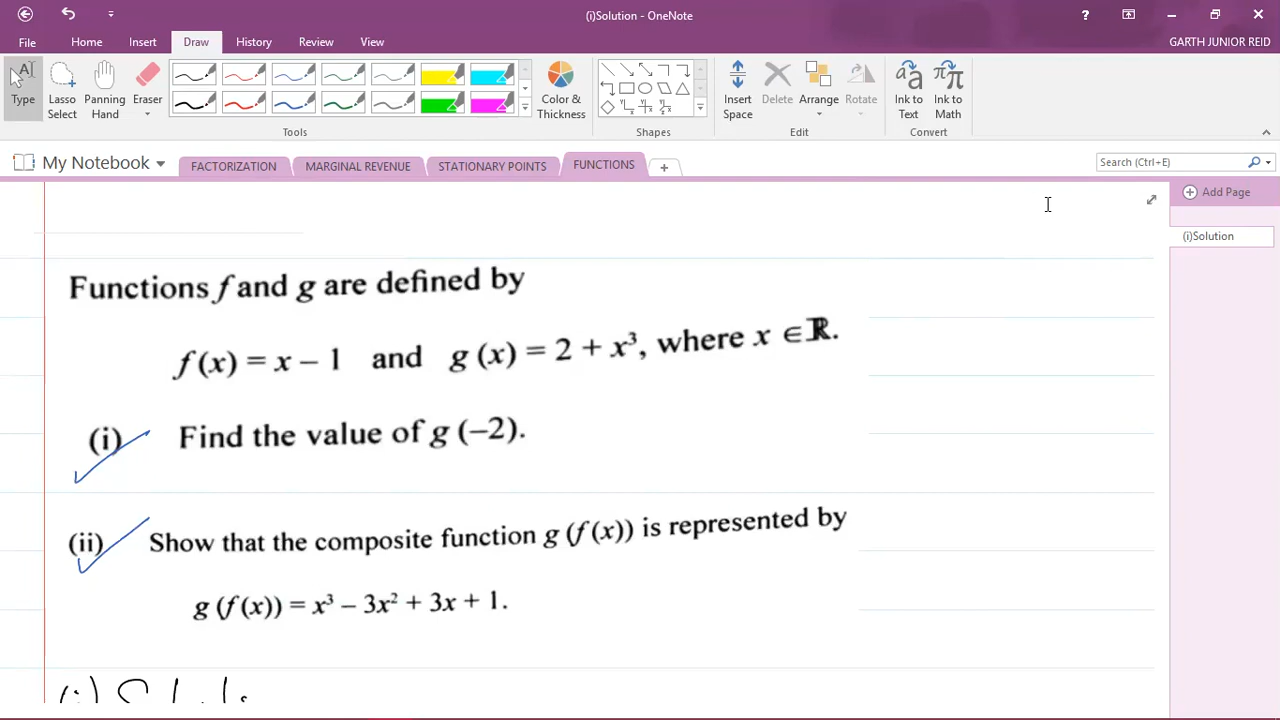 (i)Solution - OneNote
File Home Insert Draw History Review View GARTH JUNIOR REID
Type Lasso Select Panning Hand Eraser Color & Thickness Insert Space Delete Arrange Rotate Ink to Text Ink to Math
Tools Shapes Edit Convert
My Notebook FACTORIZATION MARGINAL REVENUE STATIONARY POINTS FUNCTIONS + Search (Ctrl+E)
Add Page
(i)Solution
Functions f and g are defined by
f (x) = x – 1 and g (x) = 2 + x³, where x ∈ ℝ.
(i) Find the value of g (–2).
(ii) Show that the composite function g (f (x)) is represented by
g (f (x)) = x³ – 3x² + 3x + 1.
(i)